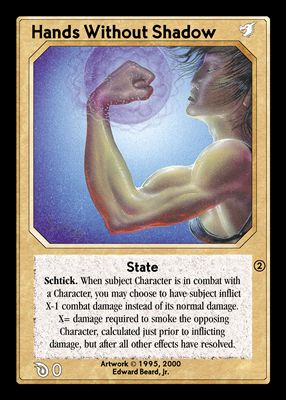 Hands Without Shadow
State
2
Schtick. When subject Character is in combat with
a Character, you may choose to have subject inflict
X-1 combat damage instead of its normal damage.
X= damage required to smoke the opposing
Character, calculated just prior to inflicting
damage, but after all other effects have resolved.
0
Artwork © 1995, 2000
Edward Beard, Jr.